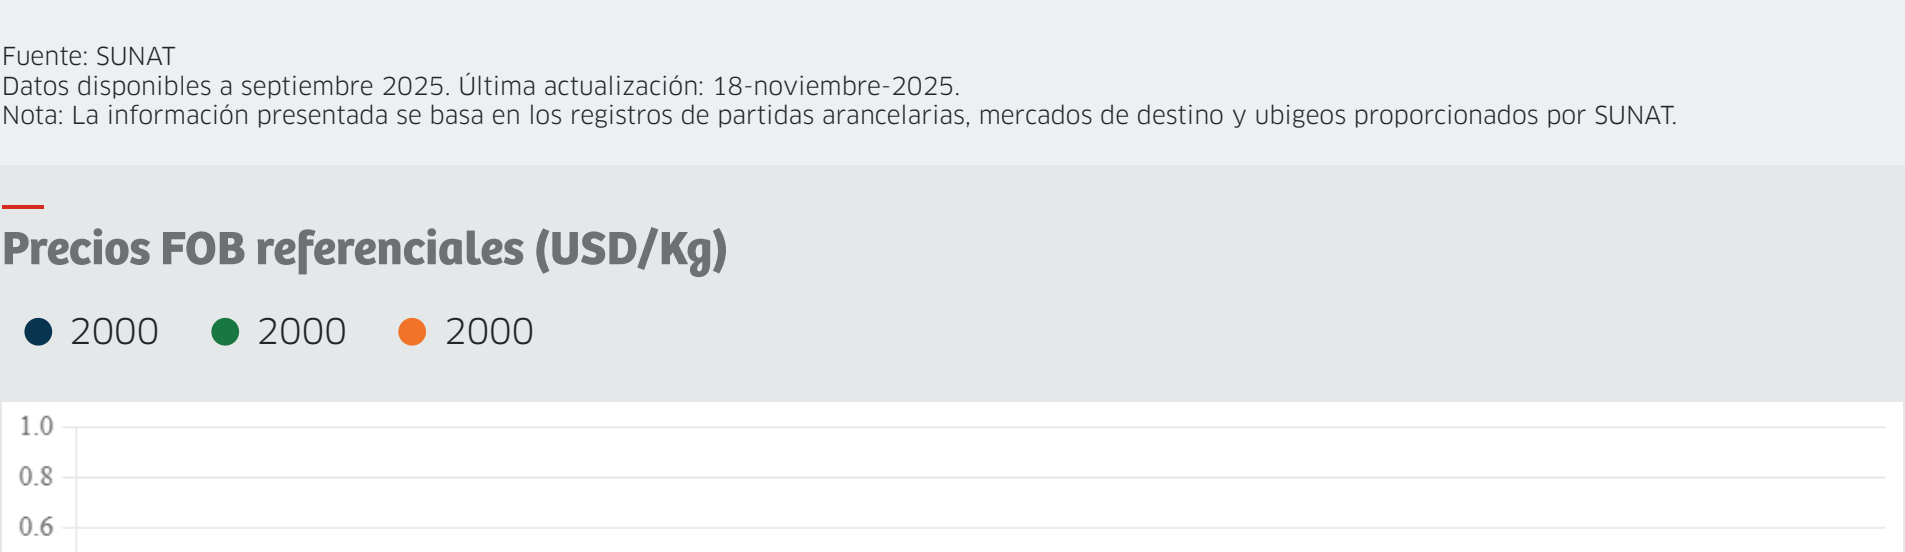 Fuente: SUNAT
Datos disponibles a septiembre 2025. Última actualización: 18-noviembre-2025.
Nota: La información presentada se basa en los registros de partidas arancelarias, mercados de destino y ubigeos proporcionados por SUNAT.
Precios FOB referenciales (USD/Kg)
2000 2000 2000
1.0
0.8
0.6